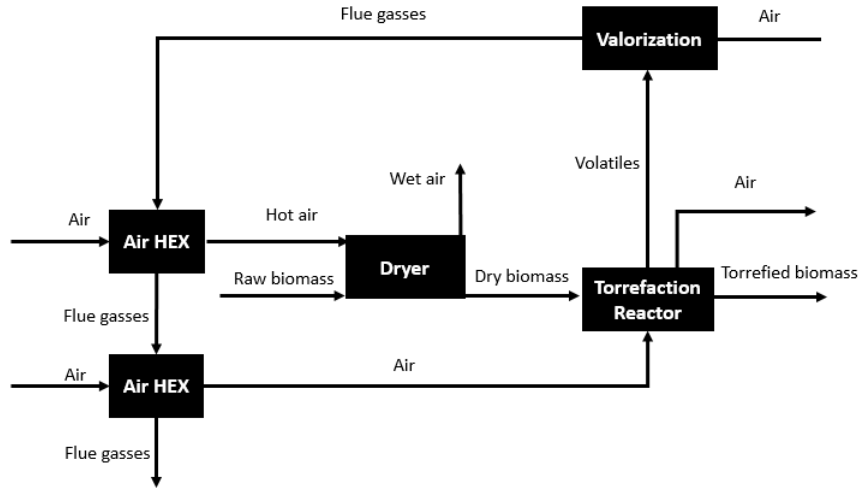 Flue gasses
Valorization
Air
Volatiles
Wet air
Air
Air
Air HEX
Hot air
Dryer
Raw biomass
Dry biomass
Torrefaction
Reactor
Torrefied biomass
Flue gasses
Air
Air HEX
Air
Flue gasses